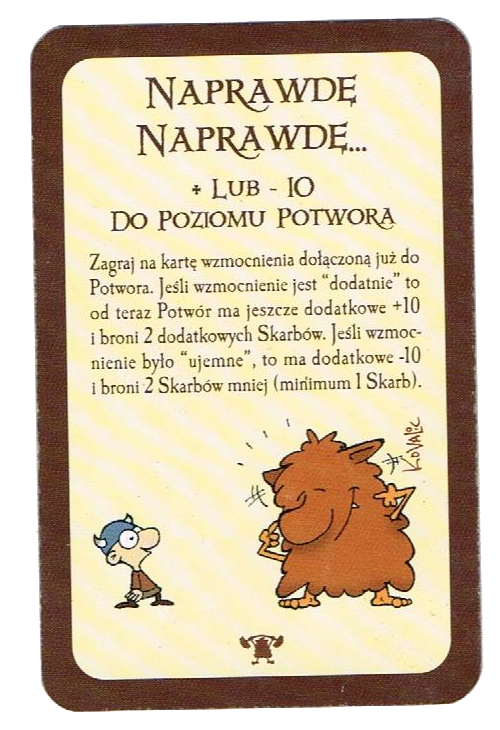 Naprawdę
Naprawdę...
+ Lub - 10
Do Poziomu Potwora
Zagraj na kartę wzmocnienia dołączoną już do
Potwora. Jeśli wzmocnienie jest "dodatnie" to
od teraz Potwór ma jeszcze dodatkowe +10
i broni 2 dodatkowych Skarbów. Jeśli wzmoc-
nienie było "ujemne", to ma dodatkowe -10
i broni 2 Skarbów mniej (minimum 1 Skarb).
Kovalic